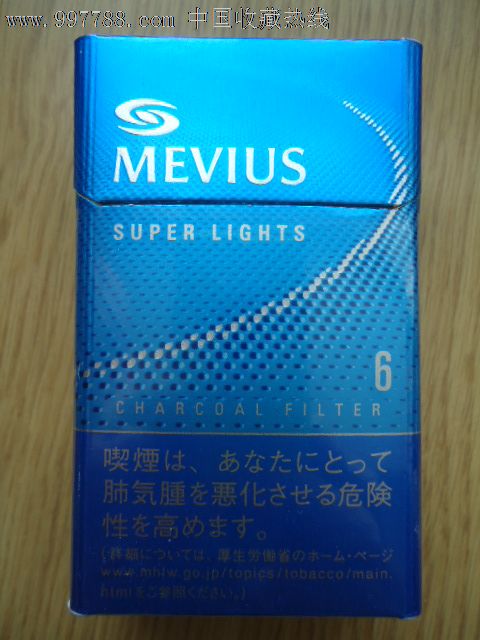 www.997788.com 中国收藏热线
MEVIUS
SUPER LIGHTS
6
CHARCOAL FILTER
喫煙は、あなたにとって
肺気腫を悪化させる危険
性を高めます。
(詳細については、厚生労働省のホーム・ページ
www.mhlw.go.jp/topics/tobacco/main.
htmlをご参照ください。)